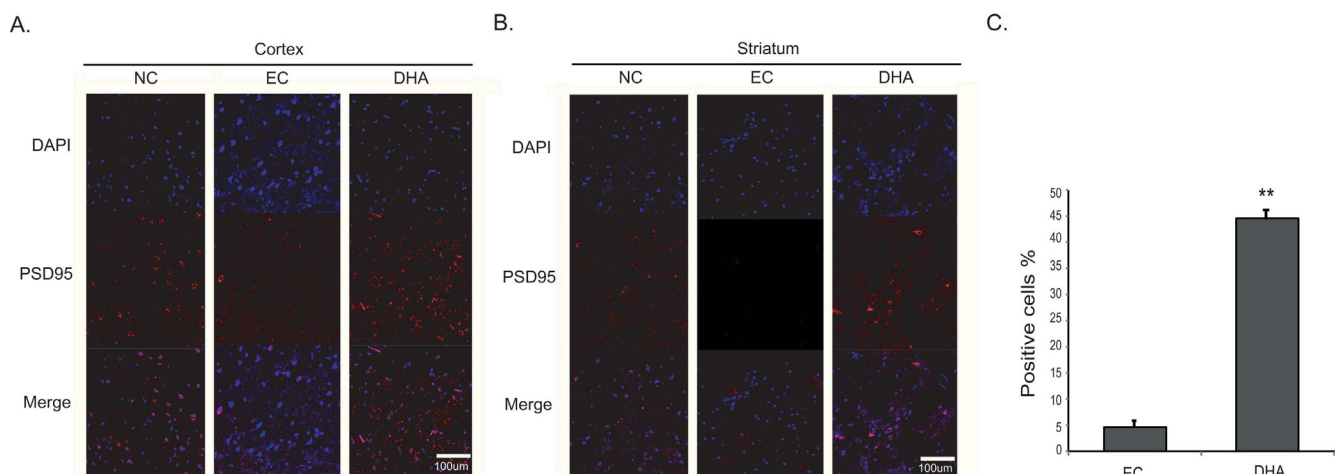 A.
Cortex
NC EC DHA
DAPI
PSD95
Merge
100um
B.
Striatum
NC EC DHA
DAPI
PSD95
Merge
100um
C.
Positive cells %
50
45
40
35
30
25
20
15
10
5
0
**
EC DHA